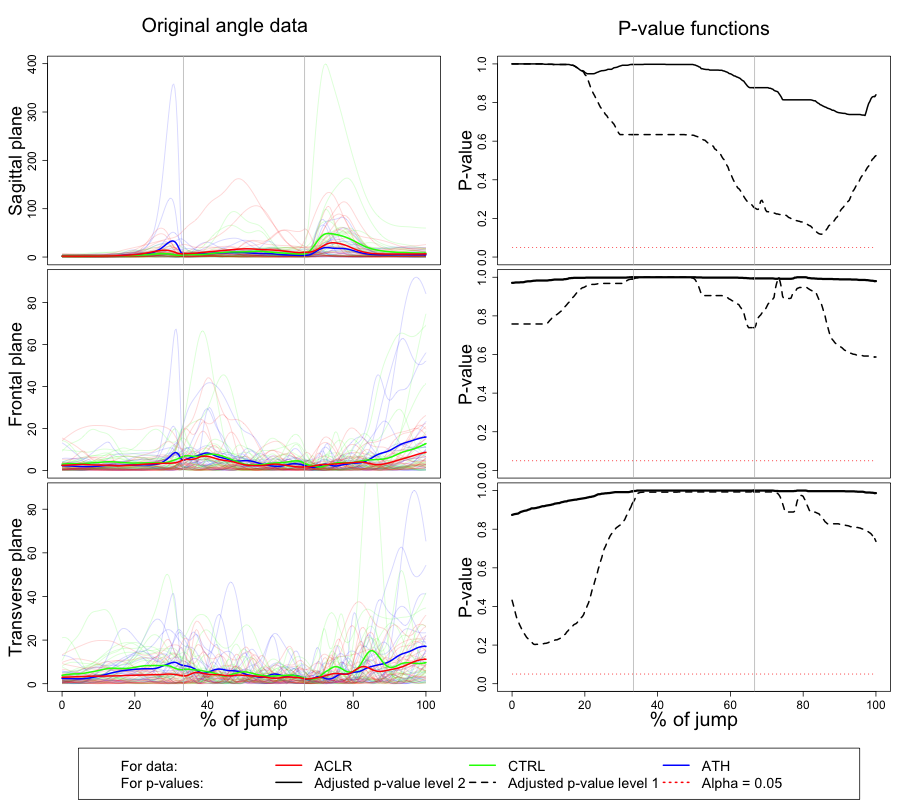 Original angle data
P-value functions
Sagittal plane
0 100 200 300 400
P-value
0.0 0.2 0.4 0.6 0.8 1.0
Frontal plane
0 20 40 60 80
P-value
0.0 0.2 0.4 0.6 0.8 1.0
Transverse plane
0 20 40 60 80
P-value
0.0 0.2 0.4 0.6 0.8 1.0
0 20 40 60 80 100
0 20 40 60 80 100
% of jump
% of jump
For data: ACLR CTRL ATH
For p-values: Adjusted p-value level 2 Adjusted p-value level 1 Alpha = 0.05